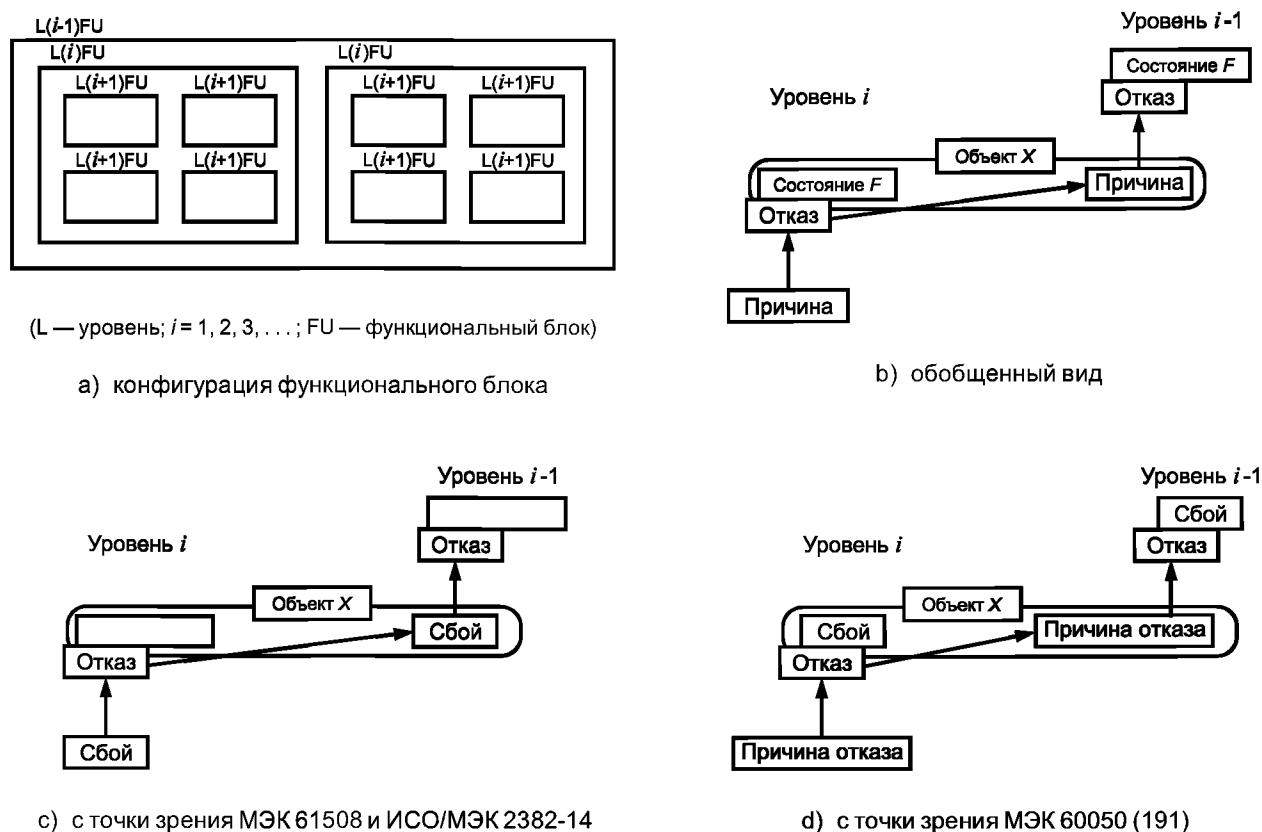 L(i-1)FU
L(i)FU L(i)FU
L(i+1)FU L(i+1)FU L(i+1)FU L(i+1)FU
L(i+1)FU L(i+1)FU L(i+1)FU L(i+1)FU
(L — уровень; i = 1, 2, 3, . . . ; FU — функциональный блок)
a) конфигурация функционального блока
Уровень i-1
Состояние F
Отказ
Уровень i
Объект X
Состояние F
Причина
Отказ
Причина
b) обобщенный вид
Уровень i-1
Отказ
Уровень i
Объект X
Сбой
Отказ
Сбой
c) с точки зрения МЭК 61508 и ИСО/МЭК 2382-14
Уровень i-1
Сбой
Отказ
Уровень i
Объект X
Сбой
Причина отказа
Отказ
Причина отказа
d) с точки зрения МЭК 60050 (191)